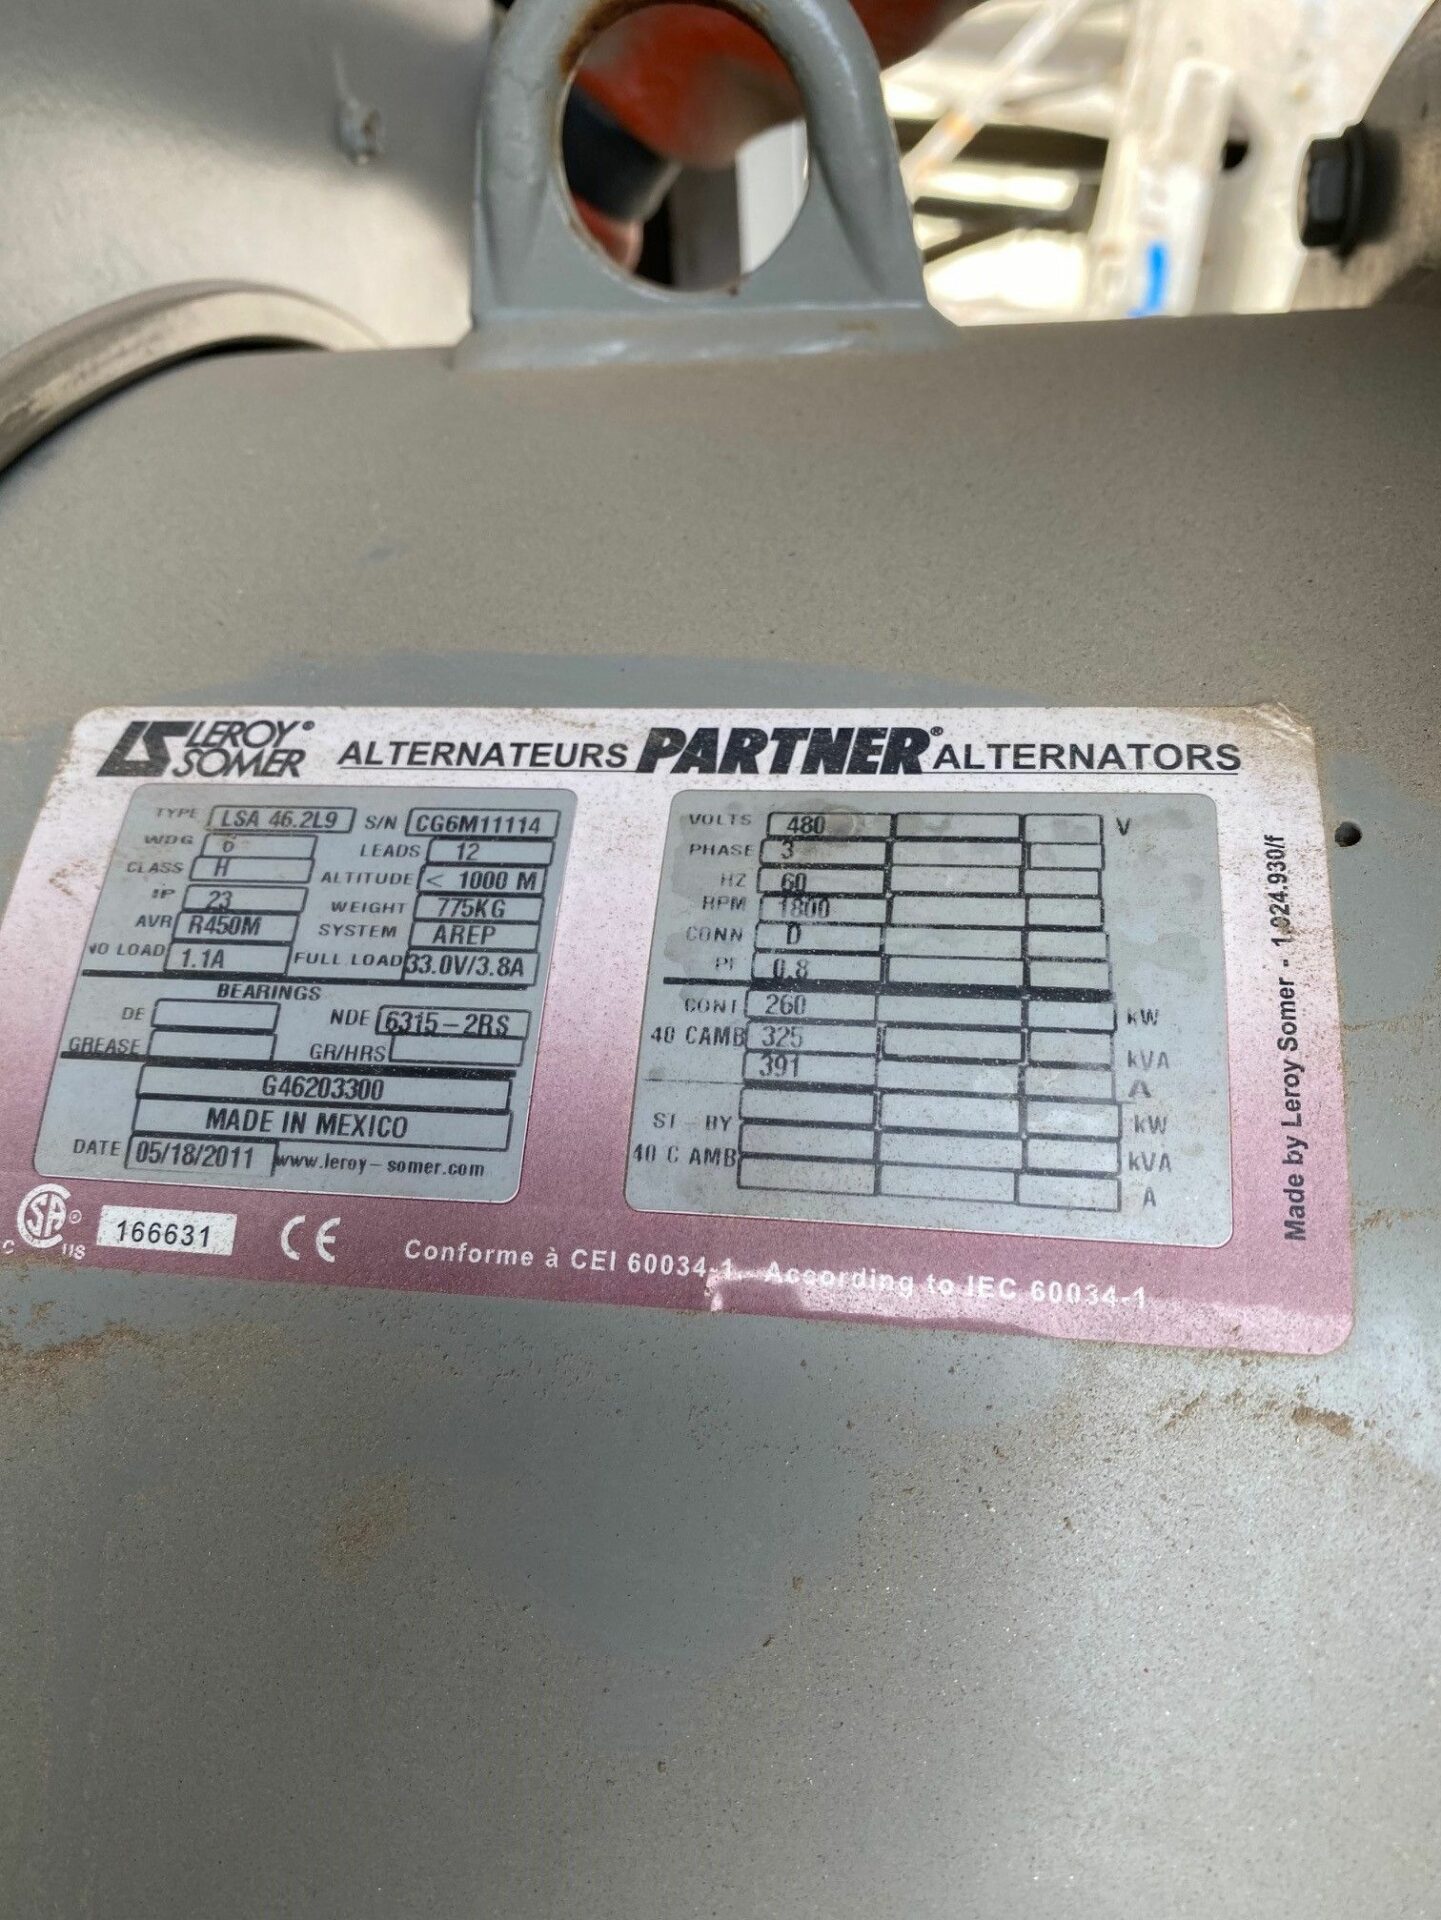 LS LEROY® SOMER ALTERNATEURS PARTNER® ALTERNATORS
TYPE LSA 46.2L9 S/N CG6M11114
WDG 6 LEADS 12
CLASS H ALTITUDE < 1000 M
IP 23 WEIGHT 775KG
AVR R450M SYSTEM AREP
NO LOAD 1.1A FULL LOAD 33.0V/3.8A
BEARINGS
DE NDE 6315-2RS
GREASE GR/HRS
G46203300
MADE IN MEXICO
DATE 05/18/2011 www.leroy-somer.com
VOLTS 480 V
PHASE 3
HZ 60
RPM 1800
CONN D
PF 0.8
CONT 260 kW
40 C AMB 325 kVA
391 A
ST-BY kW
40 C AMB kVA
A
Made by Leroy Somer - 1.024.930/f
C SA® US 166631 CE Conforme à CEI 60034-1. According to IEC 60034-1